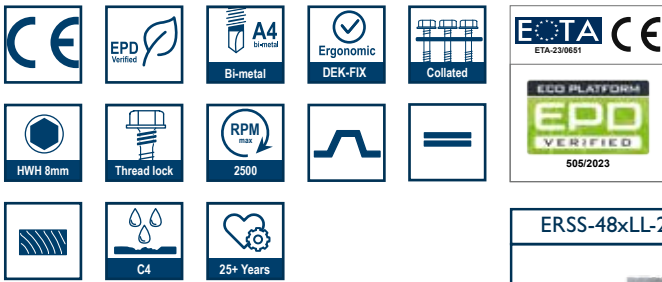 CE
EPD
Verified
A4
bi-metal
Bi-metal
Ergonomic
DEK-FIX
Collated
EOTA CE
ETA-23/0651
ECO PLATFORM
EPD
VERIFIED
505/2023
HWH 8mm
Thread lock
RPM
max
2500
C4
25+ Years
ERSS-48xLL-2